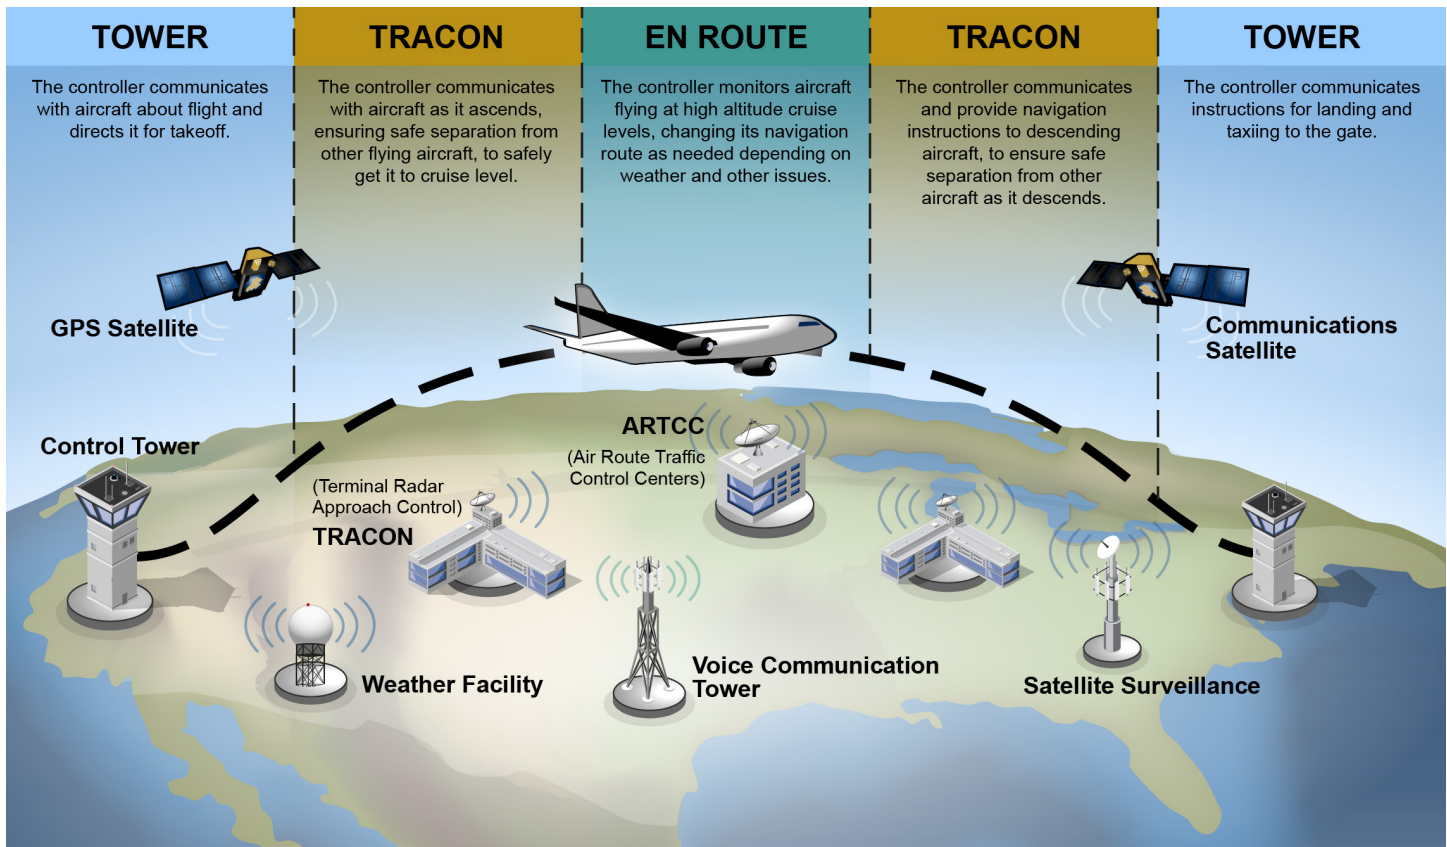 TOWER
The controller communicates
with aircraft about flight and
directs it for takeoff.
TRACON
The controller communicates
with aircraft as it ascends,
ensuring safe separation from
other flying aircraft, to safely
get it to cruise level.
EN ROUTE
The controller monitors aircraft
flying at high altitude cruise
levels, changing its navigation
route as needed depending on
weather and other issues.
TRACON
The controller communicates
and provide navigation
instructions to descending
aircraft, to ensure safe
separation from other
aircraft as it descends.
TOWER
The controller communicates
instructions for landing and
taxiing to the gate.
GPS Satellite
Communications
Satellite
Control Tower
(Terminal Radar
Approach Control)
TRACON
ARTCC
(Air Route Traffic
Control Centers)
Weather Facility
Voice Communication
Tower
Satellite Surveillance